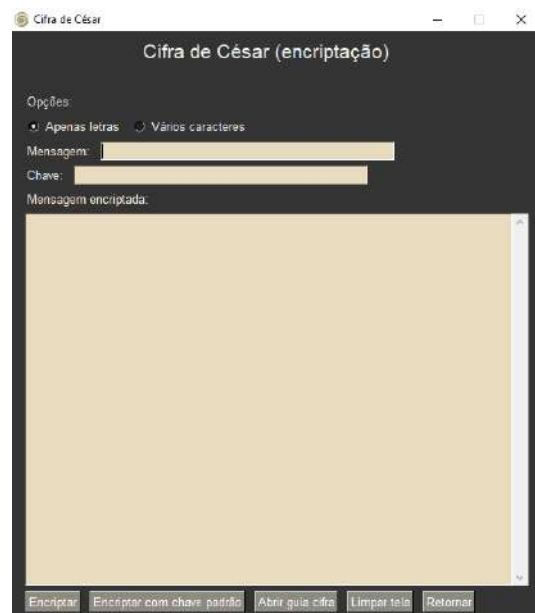 Cifra de César
Cifra de César (encriptação)
Opções:
Apenas letras Vários caracteres
Mensagem:
Chave:
Mensagem encriptada:
Encriptar Encriptar com chave padrão Abrir guia cifra Limpar tela Retornar